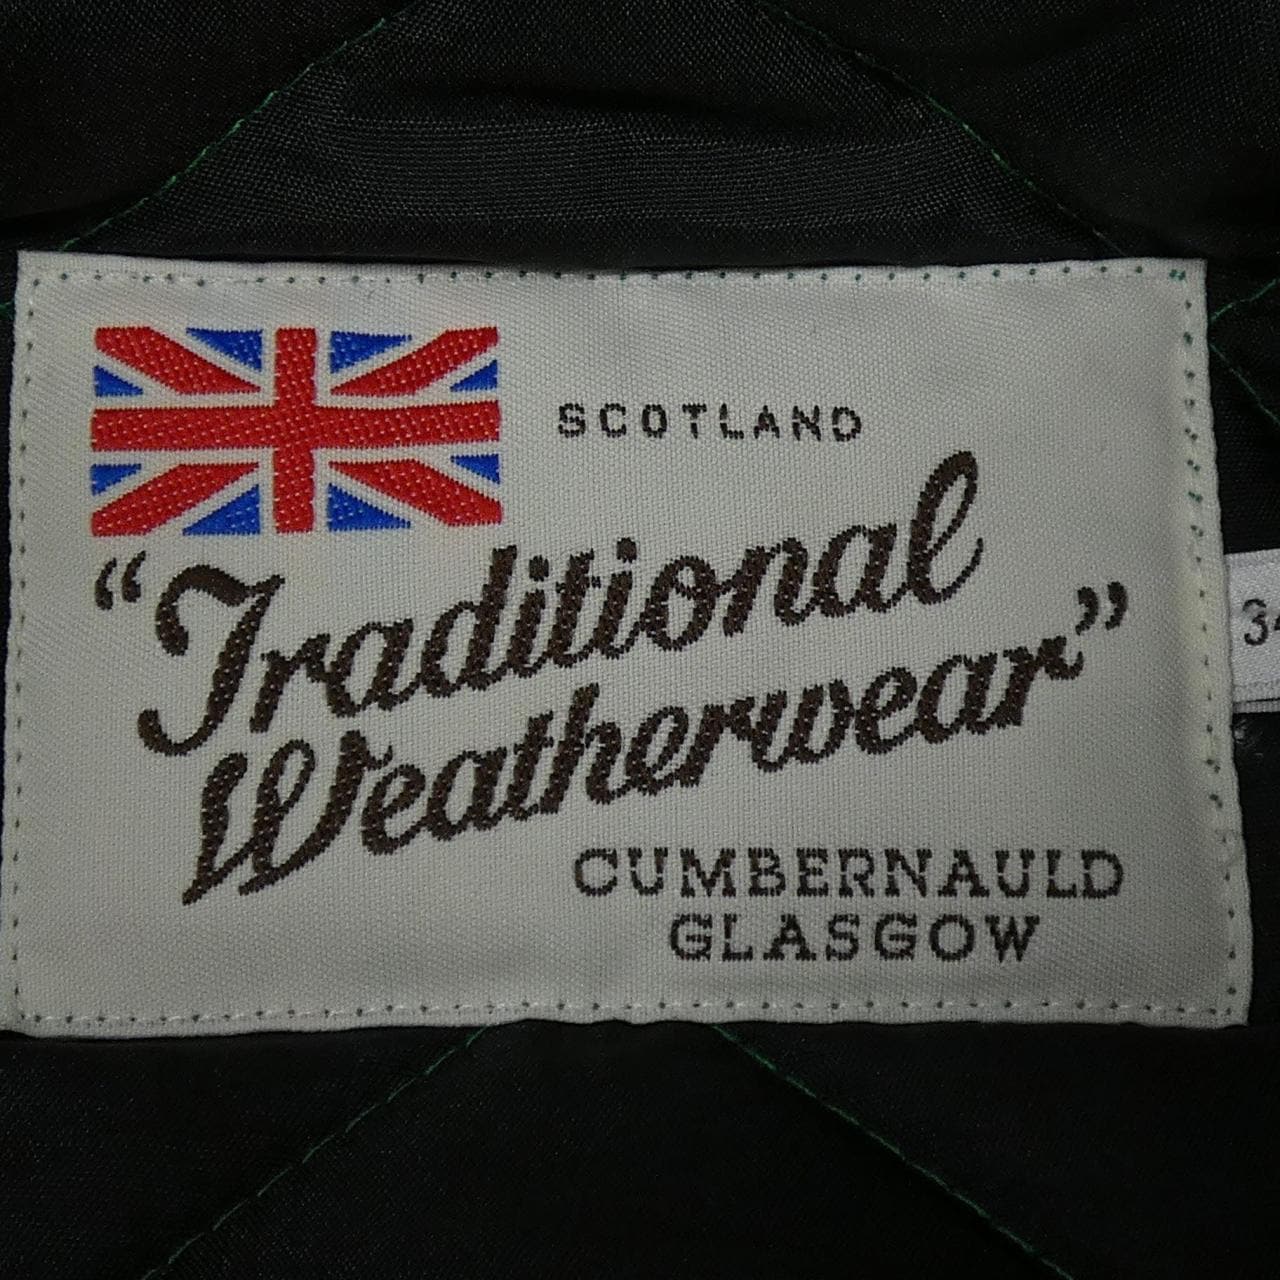 SCOTLAND
"Traditional
Weatherwear"
CUMBERNAULD
GLASGOW